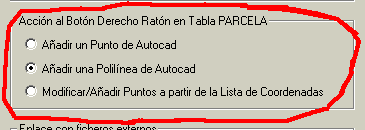 Acción al Botón Derecho Ratón en Tabla PARCELA
Añadir un Punto de Autocad
Añadir una Polilínea de Autocad
Modificar/Añadir Puntos a partir de la Lista de Coordenadas
Enlace con ficheros externos